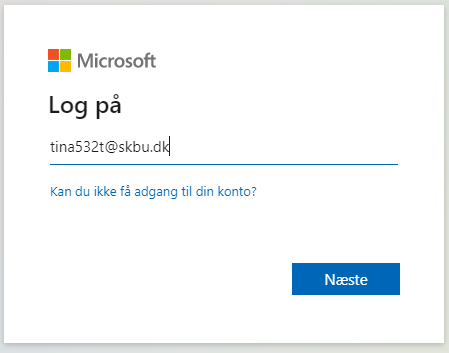 Microsoft
Log på
tina532t@skbu.dk
Kan du ikke få adgang til din konto?
Næste